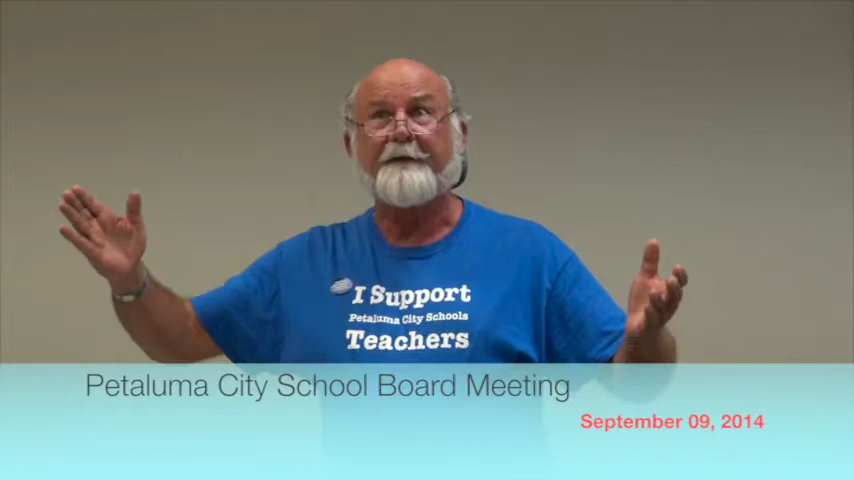 I Support
Petaluma City Schools
Teachers
Petaluma City School Board Meeting
September 09, 2014